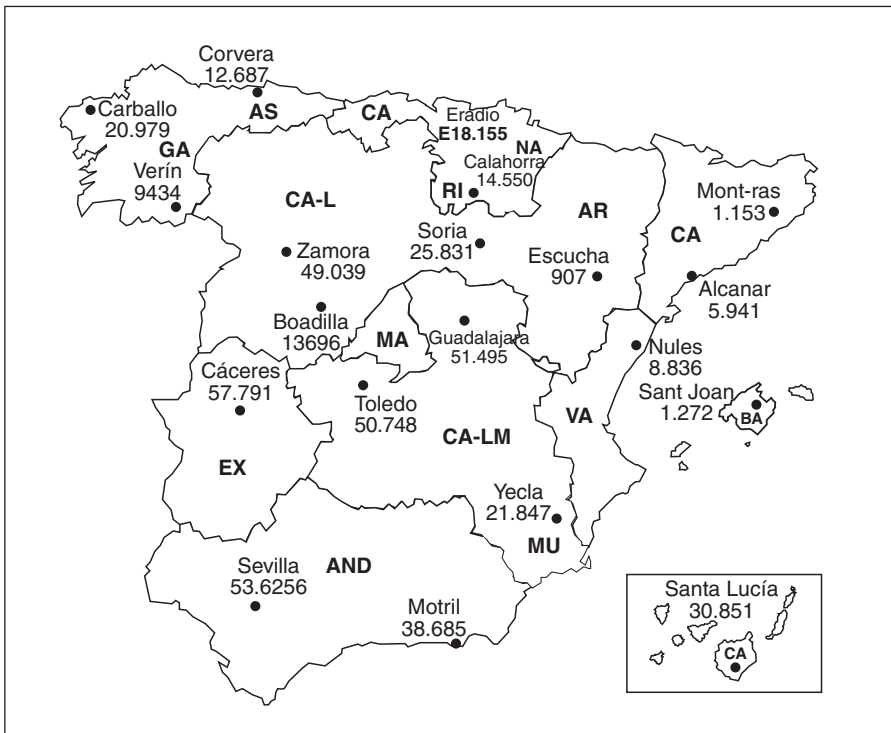 Corvera
12.687
Carballo
20.979
AS
CA
Eradio
E18.155
NA
GA
Verín
9434
Calahorra
14.550
RI
CA-L
AR
Mont-ras
1.153
CA
Soria
25.831
Zamora
49.039
Escucha
907
Alcanar
5.941
Boadilla
13696
MA
Guadalajara
51.495
Nules
8.836
Cáceres
57.791
Toledo
50.748
Sant Joan
1.272
BA
VA
CA-LM
EX
Yecla
21.847
MU
AND
Sevilla
53.6256
Motril
38.685
Santa Lucía
30.851
CA